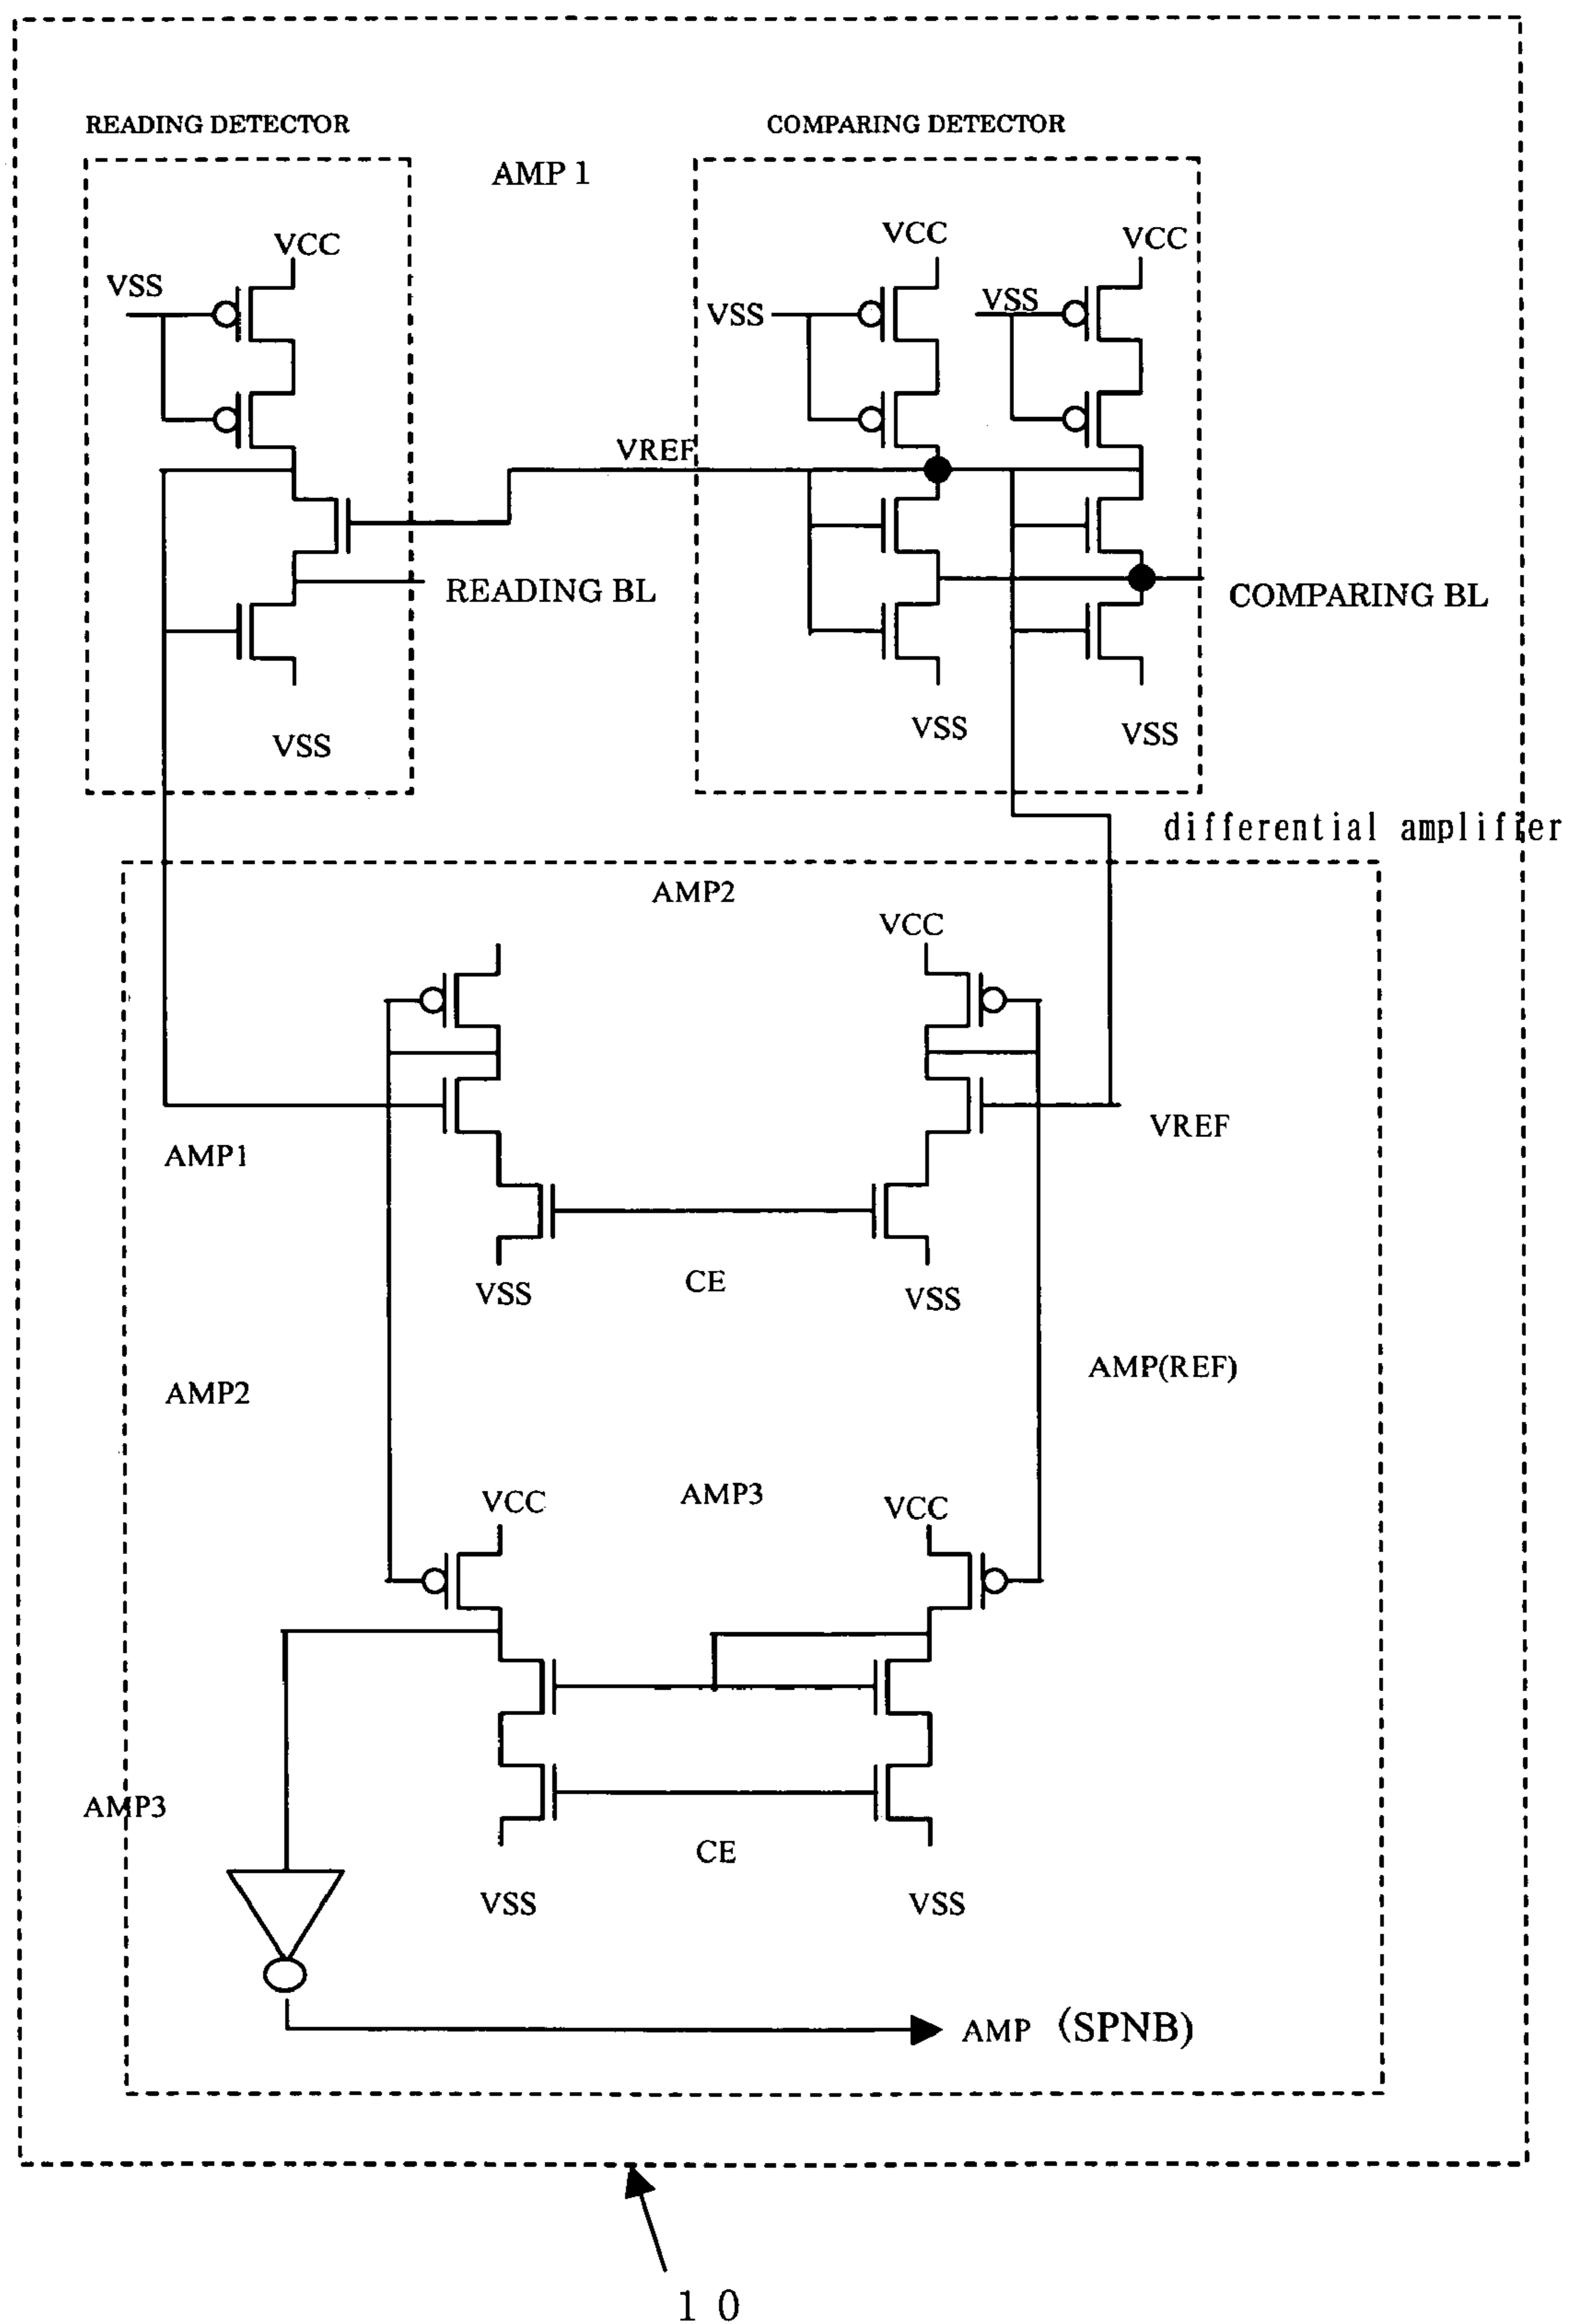 READING DETECTOR
COMPARING DETECTOR
AMP 1
VCC
VCC
VCC
VSS
VSS
VSS
VREF
READING BL
COMPARING BL
VSS
VSS
VSS
differential amplifier
AMP2
VCC
VREF
AMP1
VSS
CE
VSS
AMP2
AMP(REF)
VCC
AMP3
VCC
AMP3
CE
VSS
VSS
AMP (SPNB)
10